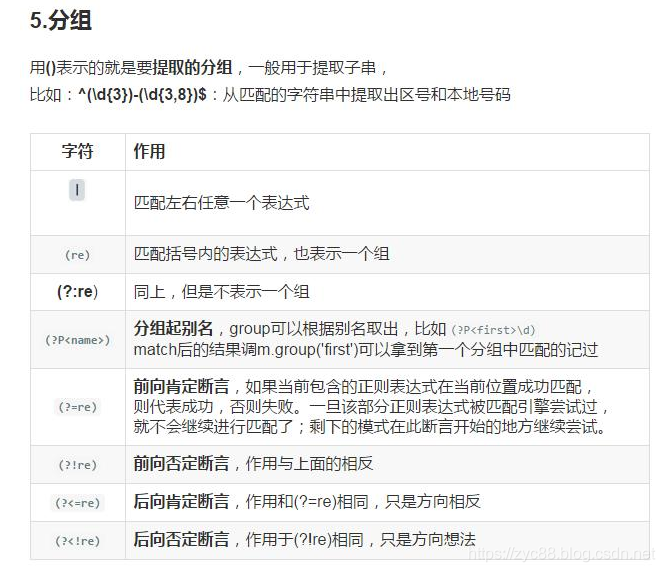 5.分组
用()表示的就是要提取的分组，一般用于提取子串，
比如：^(\d{3})-(\d{3,8})$：从匹配的字符串中提取出区号和本地号码
字符 作用
| 匹配左右任意一个表达式
(re) 匹配括号内的表达式，也表示一个组
(?:re) 同上，但是不表示一个组
分组起别名，group可以根据别名取出，比如 (?P<first>\d)
(?P<name>)
match后的结果调m.group('first')可以拿到第一个分组中匹配的记过
前向肯定断言，如果当前包含的正则表达式在当前位置成功匹配，
(?=re) 则代表成功，否则失败。一旦该部分正则表达式被匹配引擎尝试过，
就不会继续进行匹配了；剩下的模式在此断言开始的地方继续尝试。
(?!re) 前向否定断言，作用与上面的相反
(?<=re) 后向肯定断言，作用和(?=re)相同，只是方向相反
(?<!re) 后向否定断言，作用于(?!re)相同，只是方向想法
https://zyc88.blog.csdn.net